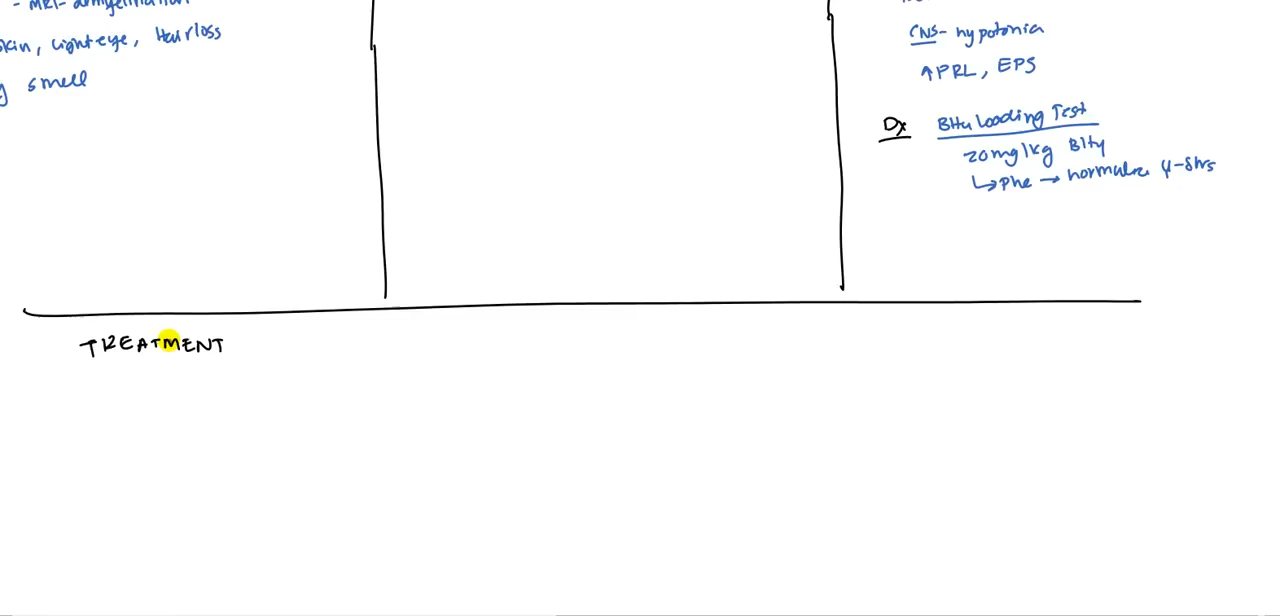 - MRI- demyelination
skin, light eye, Hair loss
smell
CNS- hypotonia
↑PRL, EPS
Dx BH4 Loading Test
20mg/kg BH4
↳Phe → normalize 4-8hrs
TREATMENT